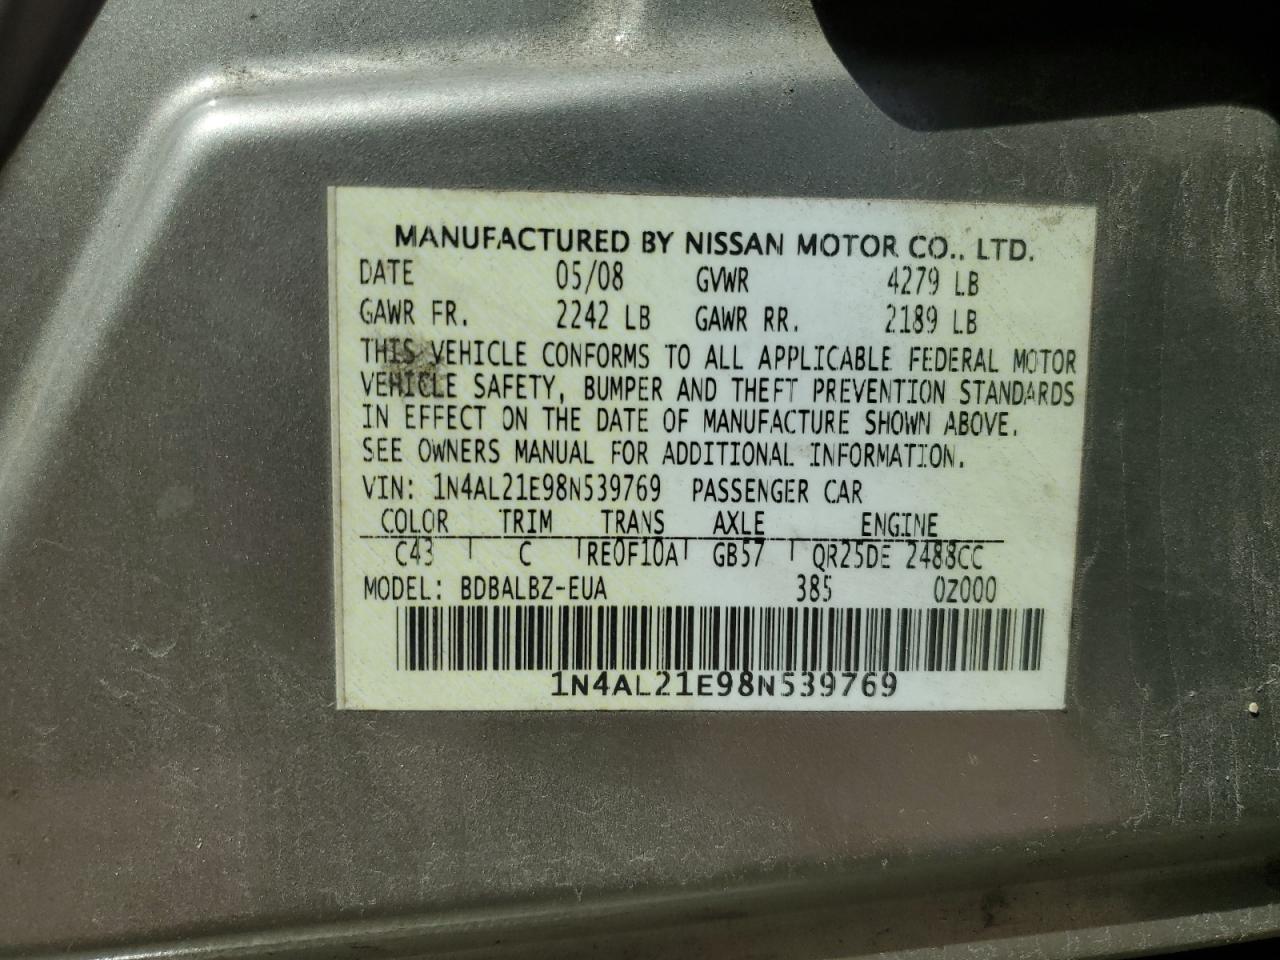 MANUFACTURED BY NISSAN MOTOR CO., LTD.
DATE 05/08 GVWR 4279 LB
GAWR FR. 2242 LB GAWR RR. 2189 LB
THIS VEHICLE CONFORMS TO ALL APPLICABLE FEDERAL MOTOR
VEHICLE SAFETY, BUMPER AND THEFT PREVENTION STANDARDS
IN EFFECT ON THE DATE OF MANUFACTURE SHOWN ABOVE.
SEE OWNERS MANUAL FOR ADDITIONAL INFORMATION.
VIN: 1N4AL21E98N539769 PASSENGER CAR
COLOR TRIM TRANS AXLE ENGINE
C43 C RE0F10A GB57 QR25DE 2488CC
MODEL: BDBALBZ-EUA 385 0Z000
1N4AL21E98N539769